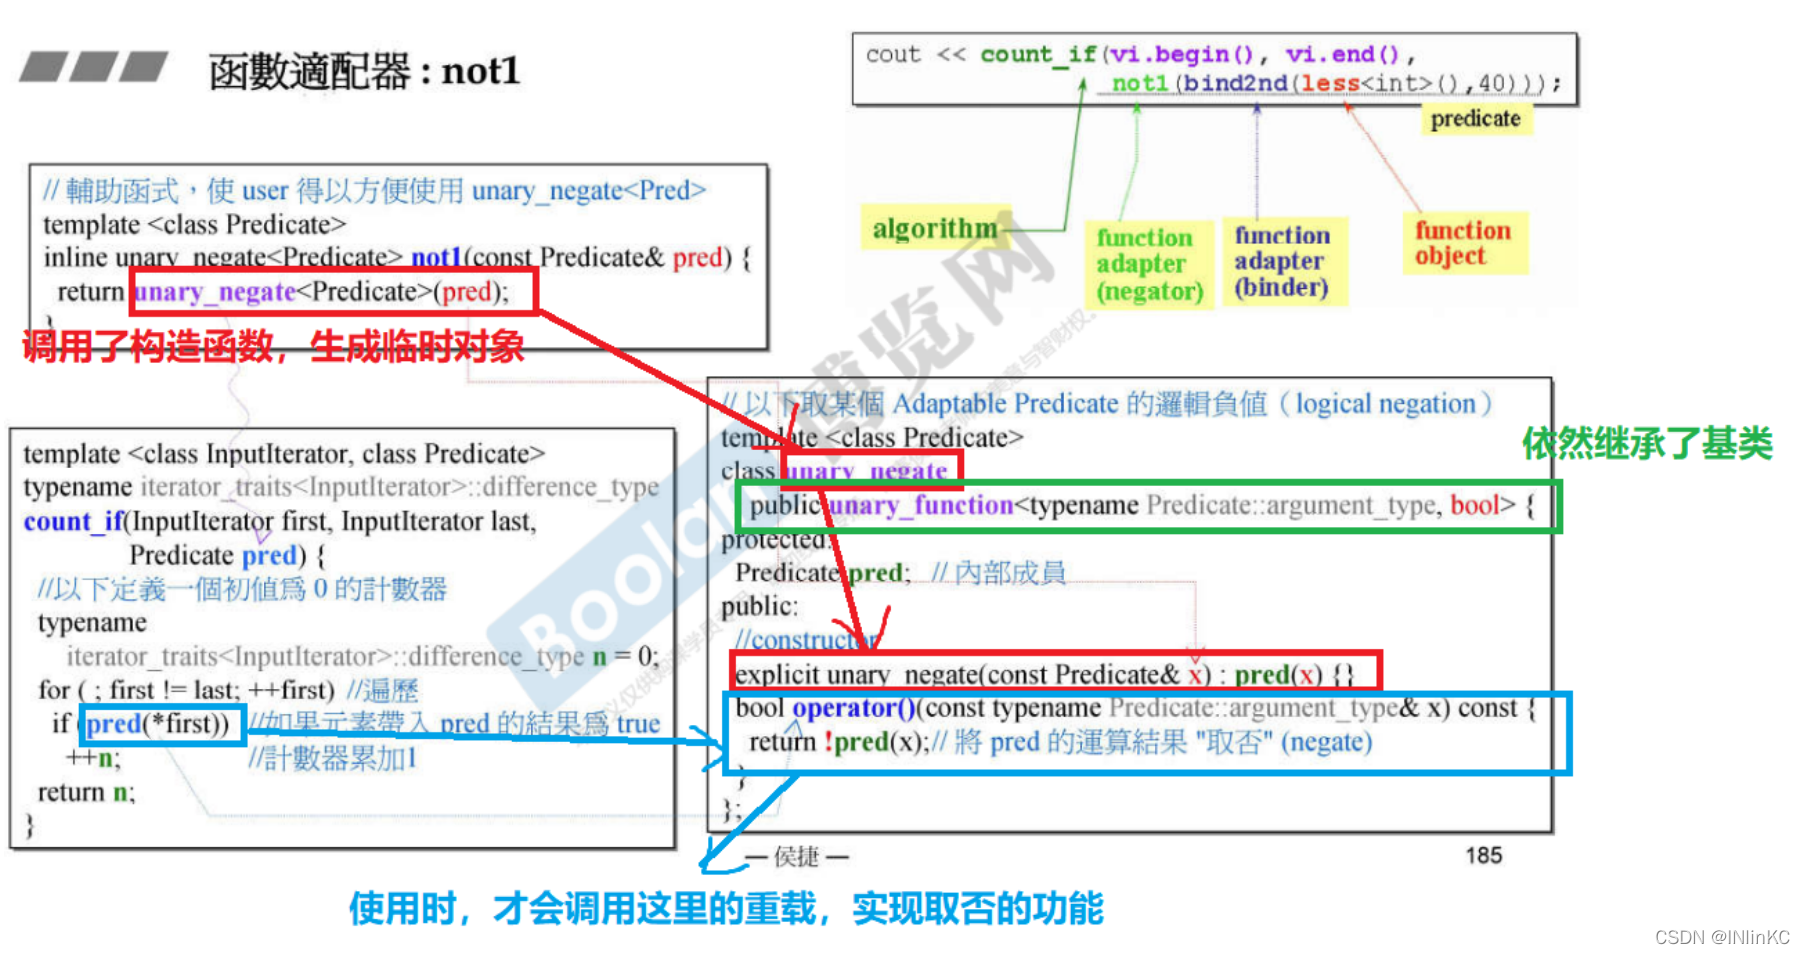 函數適配器 : not1
cout << count_if(vi.begin(), vi.end(),
not1(bind2nd(less<int>(),40)));
predicate
algorithm
function
adapter
(negator)
function
adapter
(binder)
function
object
// 輔助函式，使 user 得以方便使用 unary_negate<Pred>
template <class Predicate>
inline unary_negate<Predicate> not1(const Predicate& pred) {
return unary_negate<Predicate>(pred);
}
调用了构造函数，生成临时对象
template <class InputIterator, class Predicate>
typename iterator_traits<InputIterator>::difference_type
count_if(InputIterator first, InputIterator last,
Predicate pred) {
//以下定義一個初值爲 0 的計數器
typename
iterator_traits<InputIterator>::difference_type n = 0;
for ( ; first != last; ++first) //遍歷
if (pred(*first)) //如果元素帶入 pred 的結果爲 true
++n; //計數器累加1
return n;
}
// 以下取某個 Adaptable Predicate 的邏輯負值（logical negation）
template <class Predicate>
class unary_negate
: public unary_function<typename Predicate::argument_type, bool> {
protected:
Predicate pred; // 內部成員
public:
//constructor
explicit unary_negate(const Predicate& x) : pred(x) {}
bool operator()(const typename Predicate::argument_type& x) const {
return !pred(x);// 將 pred 的運算結果 "取否" (negate)
}
};
依然继承了基类
— 侯捷 —
185
使用时，才会调用这里的重载，实现取否的功能
Boolan
博览网
CSDN @INlinKC